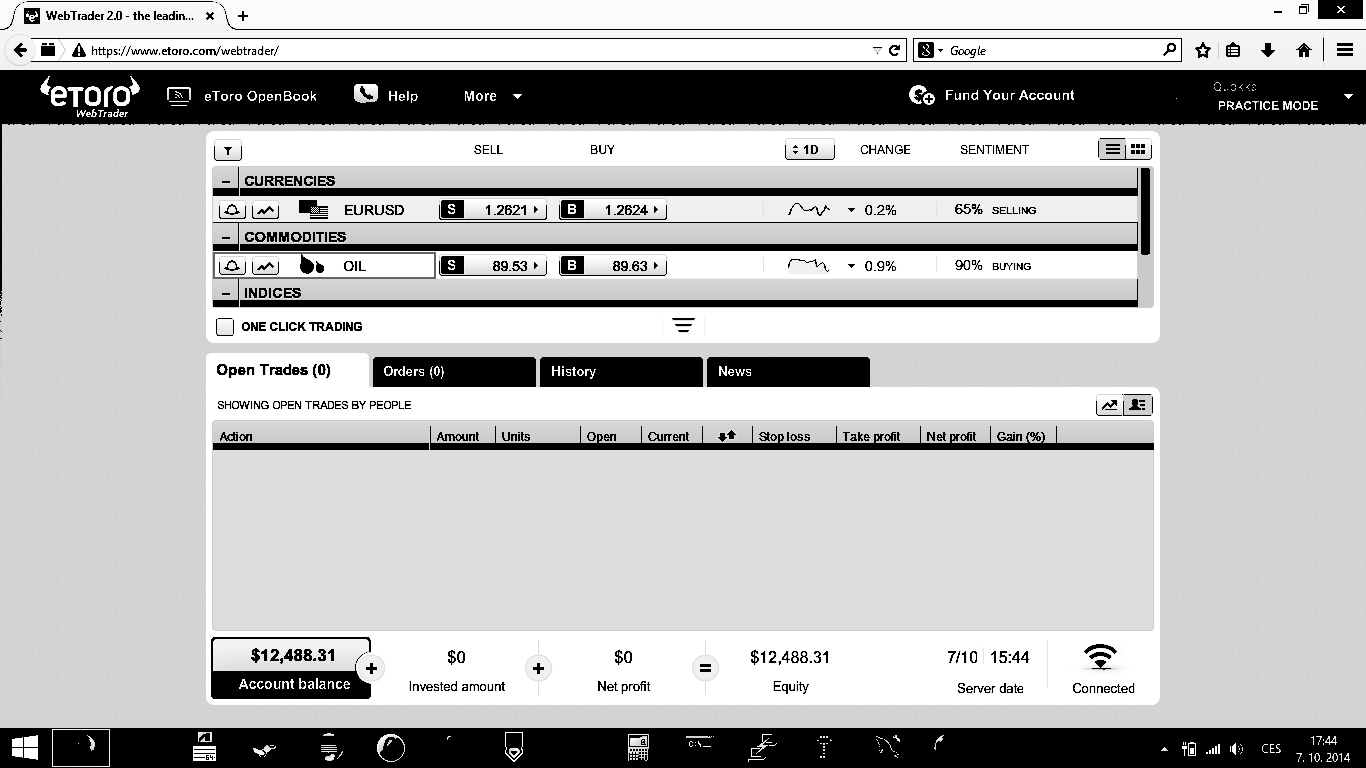 WebTrader 2.0 - the leadin...
https://www.etoro.com/webtrader/
Google
eToro
WebTrader
eToro OpenBook
Help
More
Fund Your Account
PRACTICE MODE
SELL BUY 1D CHANGE SENTIMENT
CURRENCIES
EURUSD S 1.2621 B 1.2624 0.2% 65% SELLING
COMMODITIES
OIL S 89.53 B 89.63 0.9% 90% BUYING
INDICES
ONE CLICK TRADING
Open Trades (0) Orders (0) History News
SHOWING OPEN TRADES BY PEOPLE
Action Amount Units Open Current Stop loss Take profit Net profit Gain (%)
$12,488.31 + $0 + $0 = $12,488.31 7/10 15:44
Account balance Invested amount Net profit Equity Server date Connected
64
C:\_
CES
17:44
7. 10. 2014